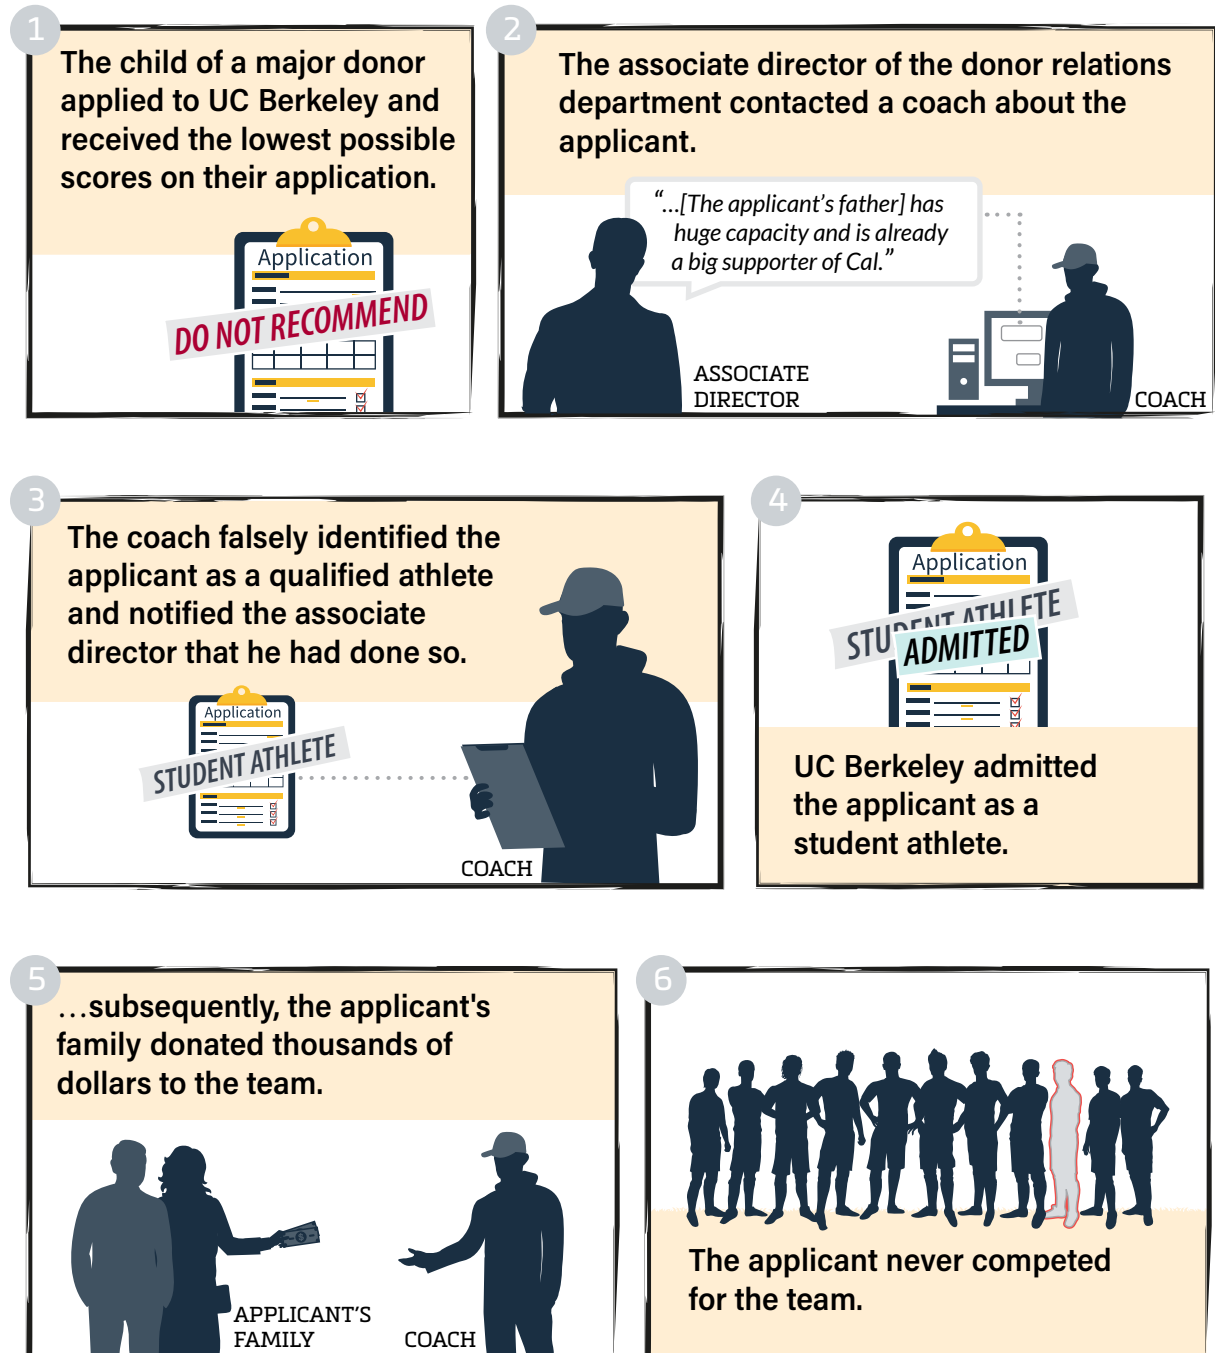 1
The child of a major donor
applied to UC Berkeley and
received the lowest possible
scores on their application.
Application
DO NOT RECOMMEND
2
The associate director of the donor relations
department contacted a coach about the
applicant.
“...[The applicant’s father] has
huge capacity and is already
a big supporter of Cal.”
ASSOCIATE
DIRECTOR
COACH
3
The coach falsely identified the
applicant as a qualified athlete
and notified the associate
director that he had done so.
Application
STUDENT ATHLETE
COACH
4
Application
STUDENT ATHLETE
ADMITTED
UC Berkeley admitted
the applicant as a
student athlete.
5
...subsequently, the applicant's
family donated thousands of
dollars to the team.
$
APPLICANT’S
FAMILY
COACH
6
The applicant never competed
for the team.